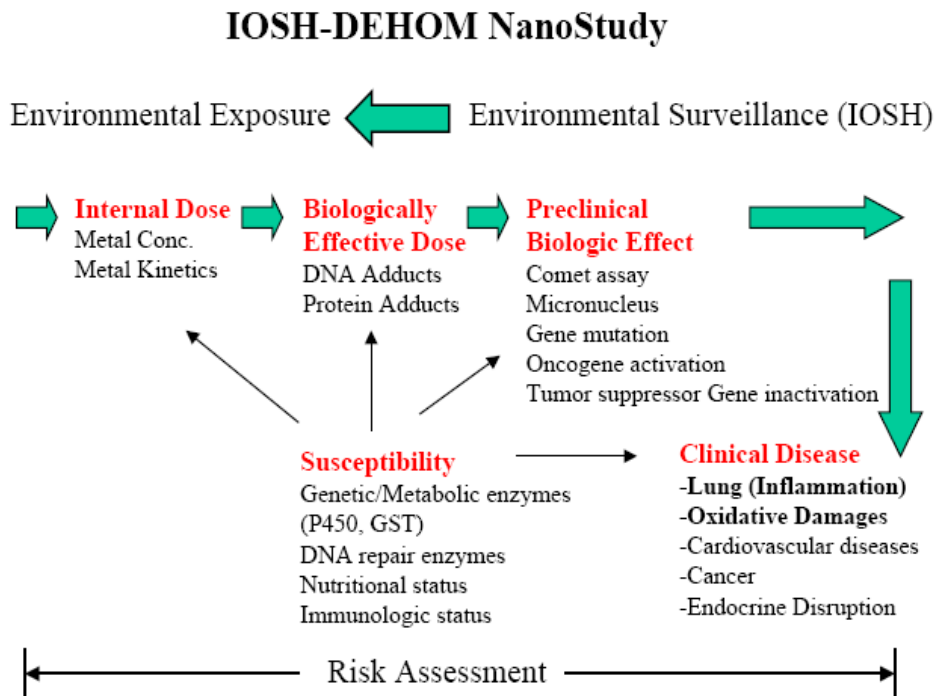 IOSH-DEHOM NanoStudy
Environmental Exposure
Environmental Surveillance (IOSH)
Internal Dose
Metal Conc.
Metal Kinetics
Biologically
Effective Dose
DNA Adducts
Protein Adducts
Preclinical
Biologic Effect
Comet assay
Micronucleus
Gene mutation
Oncogene activation
Tumor suppressor Gene inactivation
Susceptibility
Genetic/Metabolic enzymes
(P450, GST)
DNA repair enzymes
Nutritional status
Immunologic status
Clinical Disease
-Lung (Inflammation)
-Oxidative Damages
-Cardiovascular diseases
-Cancer
-Endocrine Disruption
Risk Assessment